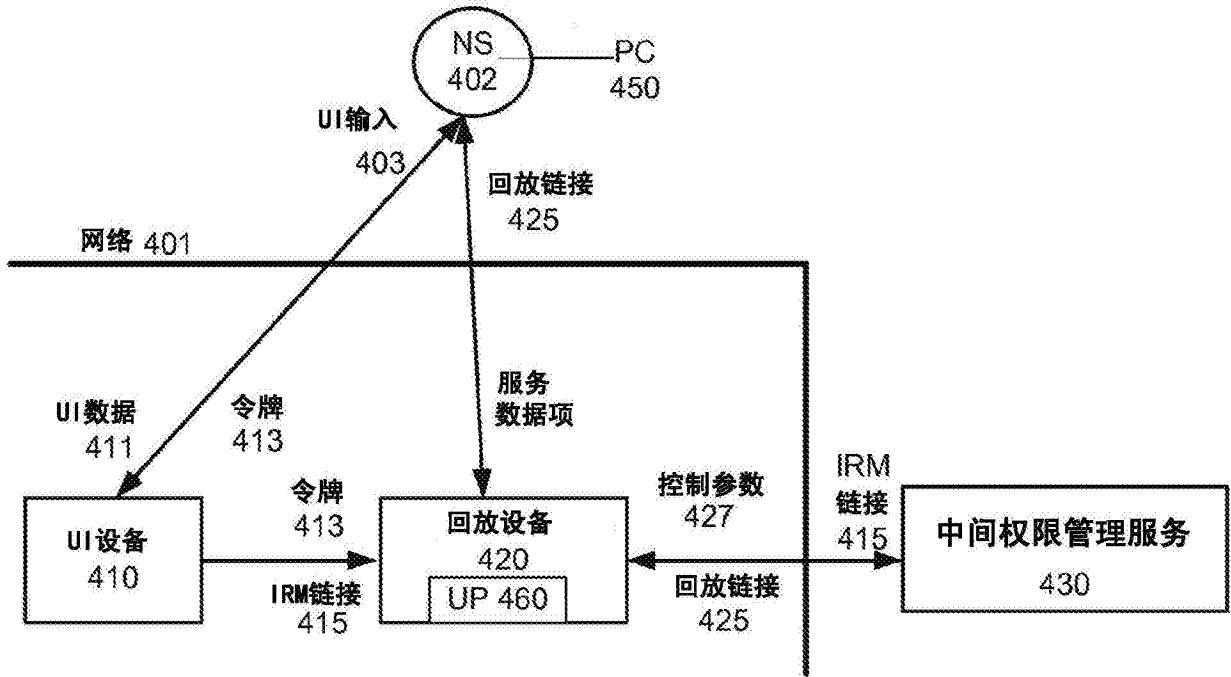 NS
402
PC
450
UI输入
403
回放链接
425
网络 401
UI数据
411
令牌
413
服务
数据项
UI设备
410
令牌
413
IRM链接
415
回放设备
420
UP 460
控制参数
427
回放链接
425
IRM
链接
415
中间权限管理服务
430